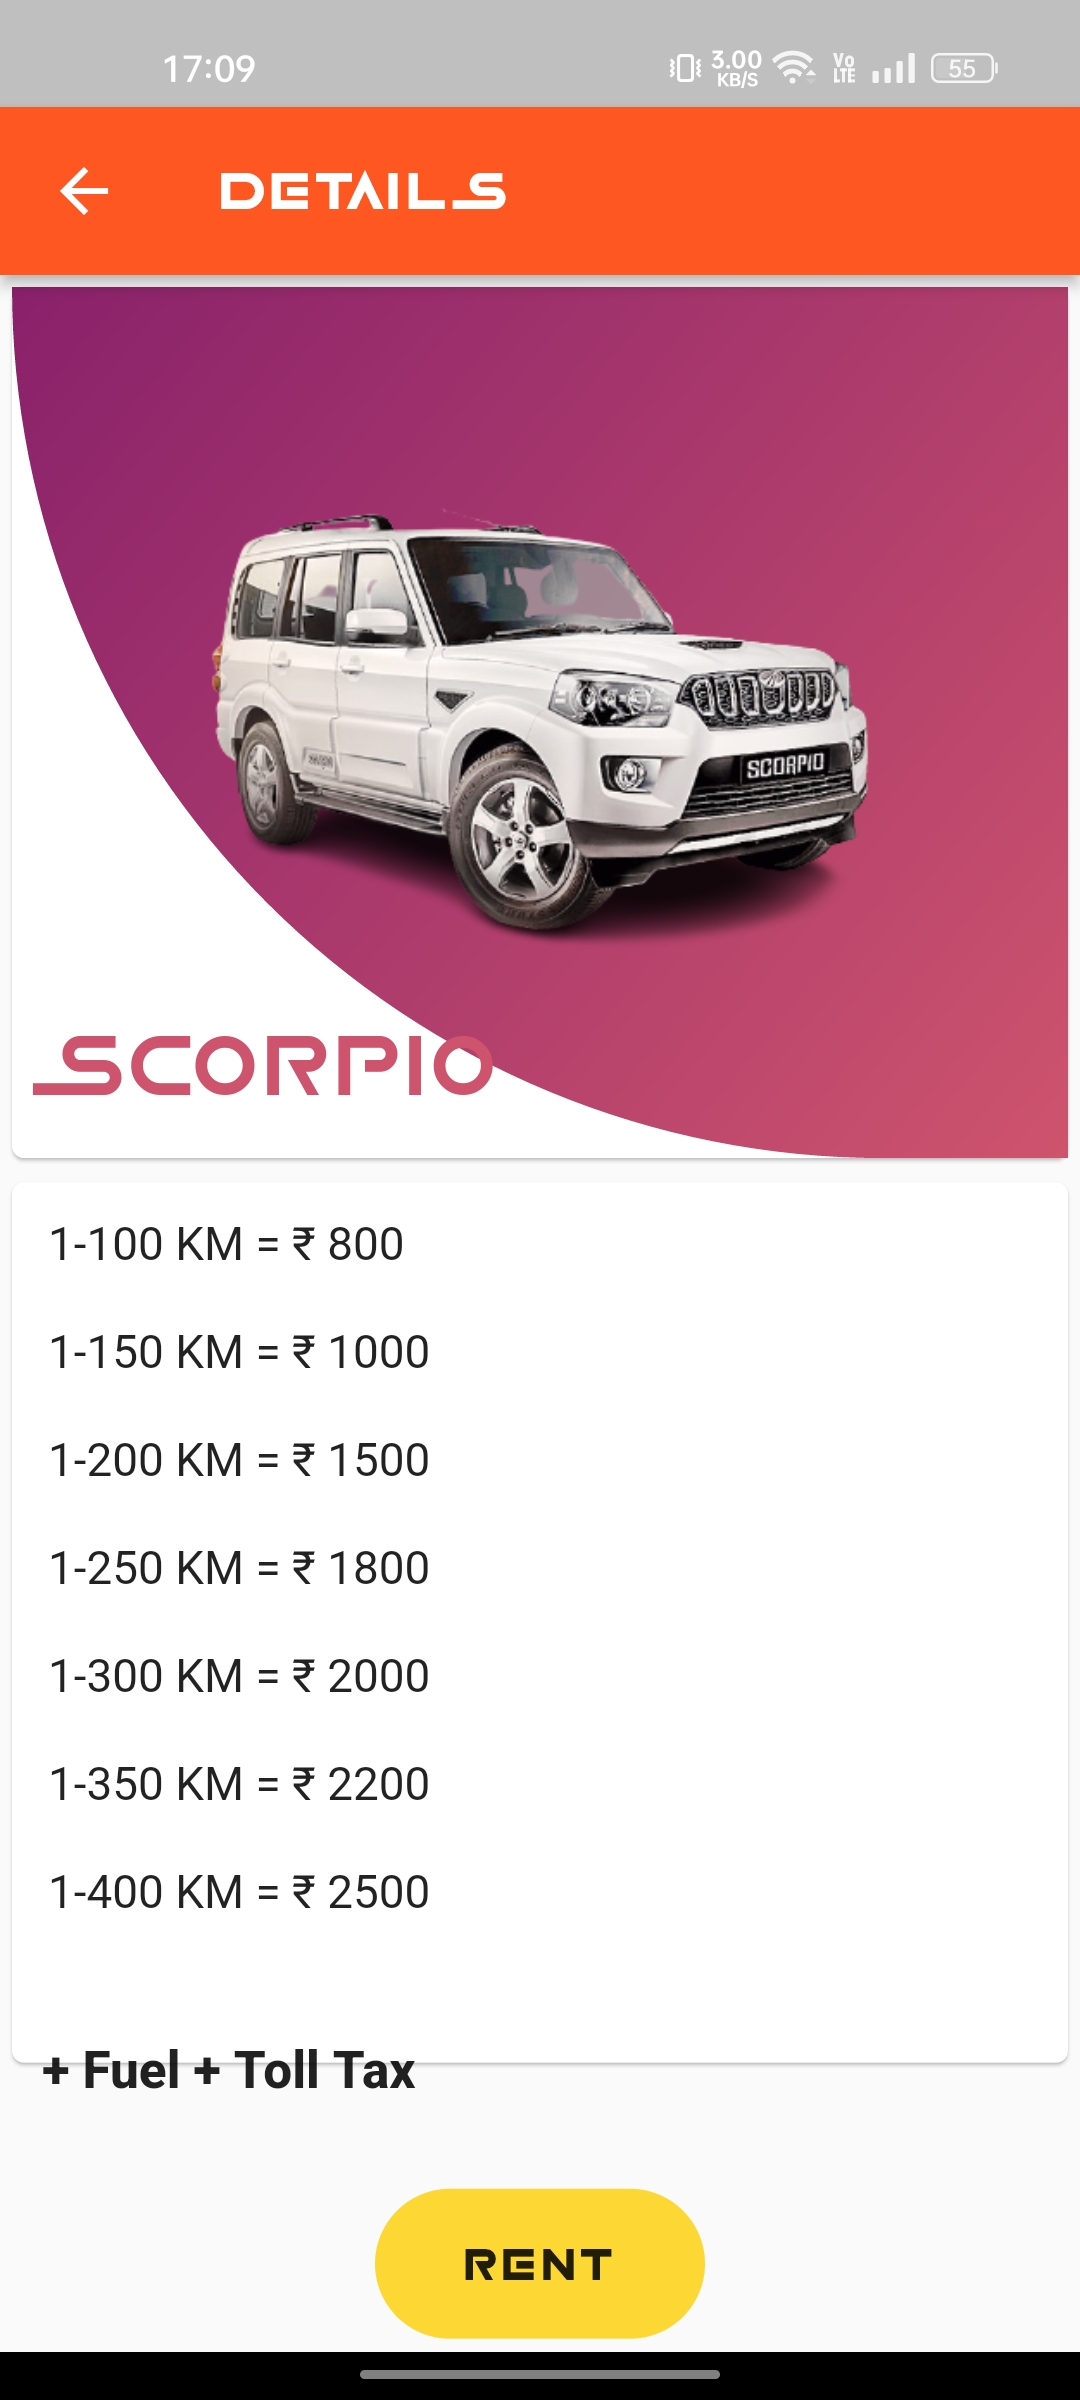 17:09 3.00 KB/S Vo LTE 55
DETAILS
SCORPIO
SCORPIO
1-100 KM = ₹ 800
1-150 KM = ₹ 1000
1-200 KM = ₹ 1500
1-250 KM = ₹ 1800
1-300 KM = ₹ 2000
1-350 KM = ₹ 2200
1-400 KM = ₹ 2500
+ Fuel + Toll Tax
RENT